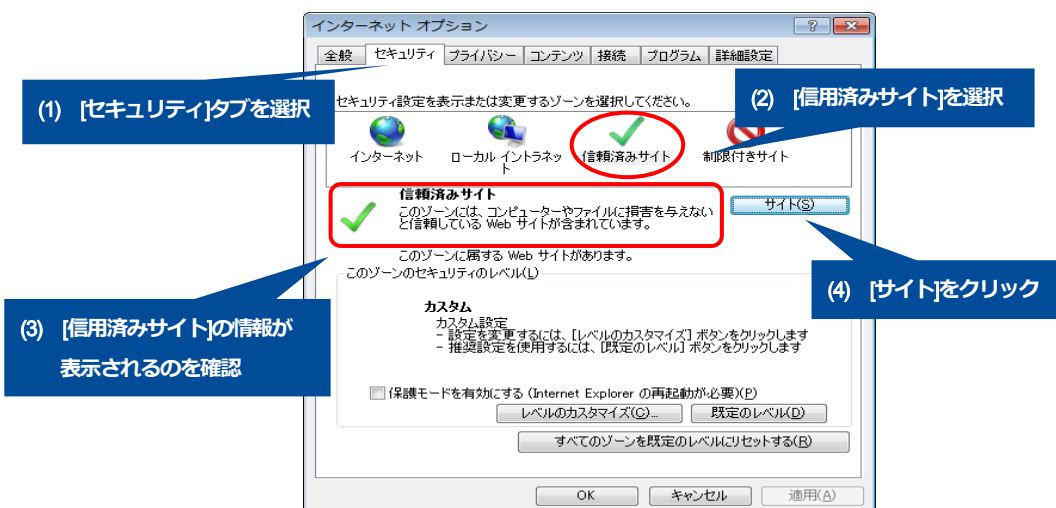 インターネット オプション
全般 セキュリティ プライバシー コンテンツ 接続 プログラム 詳細設定
(1) [セキュリティ]タブを選択
セキュリティ設定を表示または変更するゾーンを選択してください。
(2) [信用済みサイト]を選択
インターネット
ローカル イントラネッ
ト
信頼済みサイト
制限付きサイト
信頼済みサイト
このゾーンには、コンピューターやファイルに損害を与えない
と信頼している Web サイトが含まれています。
サイト(S)
このゾーンに属する Web サイトがあります。
このゾーンのセキュリティのレベル(L)
(4) [サイト]をクリック
(3) [信用済みサイト]の情報が
表示されるのを確認
カスタム
カスタム設定
- 設定を変更するには、[レベルのカスタマイズ] ボタンをクリックします
- 推奨設定を使用するには、[既定のレベル] ボタンをクリックします
保護モードを有効にする (Internet Explorer の再起動が必要)(P)
レベルのカスタマイズ(C)... 既定のレベル(D)
すべてのゾーンを既定のレベルにリセットする(R)
OK キャンセル 適用(A)